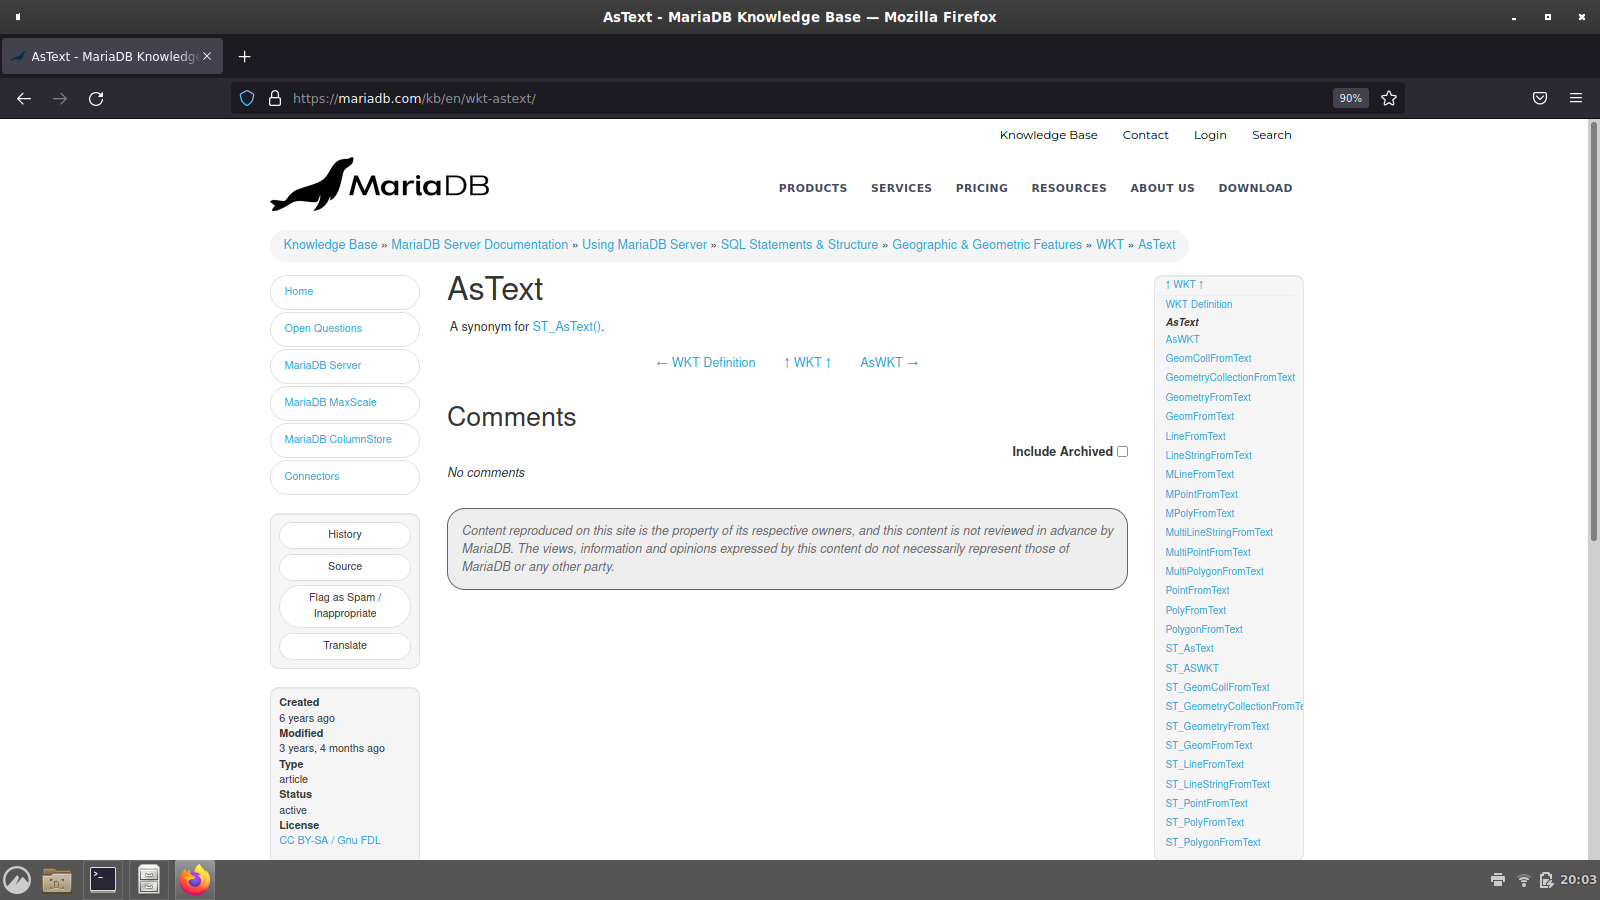 AsText - MariaDB Knowledge Base — Mozilla Firefox
AsText - MariaDB Knowledge
https://mariadb.com/kb/en/wkt-astext/
90%
Knowledge Base Contact Login Search
MariaDB
PRODUCTS SERVICES PRICING RESOURCES ABOUT US DOWNLOAD
Knowledge Base » MariaDB Server Documentation » Using MariaDB Server » SQL Statements & Structure » Geographic & Geometric Features » WKT » AsText
Home
Open Questions
MariaDB Server
MariaDB MaxScale
MariaDB ColumnStore
Connectors
History
Source
Flag as Spam /
Inappropriate
Translate
Created
6 years ago
Modified
3 years, 4 months ago
Type
article
Status
active
License
CC BY-SA / Gnu FDL
AsText
A synonym for ST_AsText().
← WKT Definition ↑ WKT ↑ AsWKT →
Comments
Include Archived
No comments
Content reproduced on this site is the property of its respective owners, and this content is not reviewed in advance by
MariaDB. The views, information and opinions expressed by this content do not necessarily represent those of
MariaDB or any other party.
↑ WKT ↑
WKT Definition
AsText
AsWKT
GeomCollFromText
GeometryCollectionFromText
GeometryFromText
GeomFromText
LineFromText
LineStringFromText
MLineFromText
MPointFromText
MPolyFromText
MultiLineStringFromText
MultiPointFromText
MultiPolygonFromText
PointFromText
PolyFromText
PolygonFromText
ST_AsText
ST_ASWKT
ST_GeomCollFromText
ST_GeometryCollectionFromTe
ST_GeometryFromText
ST_GeomFromText
ST_LineFromText
ST_LineStringFromText
ST_PointFromText
ST_PolyFromText
ST_PolygonFromText
20:03